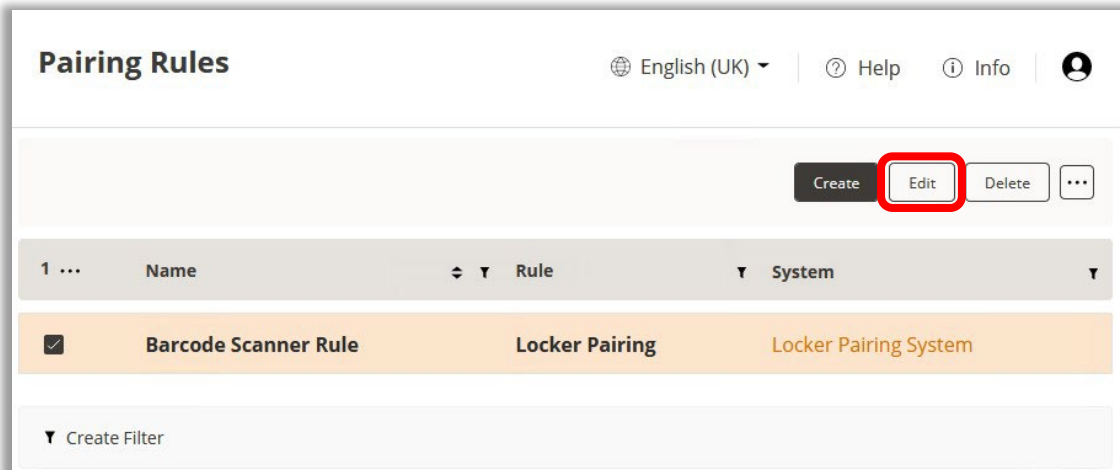 Pairing Rules English (UK) Help Info
Create Edit Delete ...
1 ... Name Rule System
Barcode Scanner Rule Locker Pairing Locker Pairing System
Create Filter